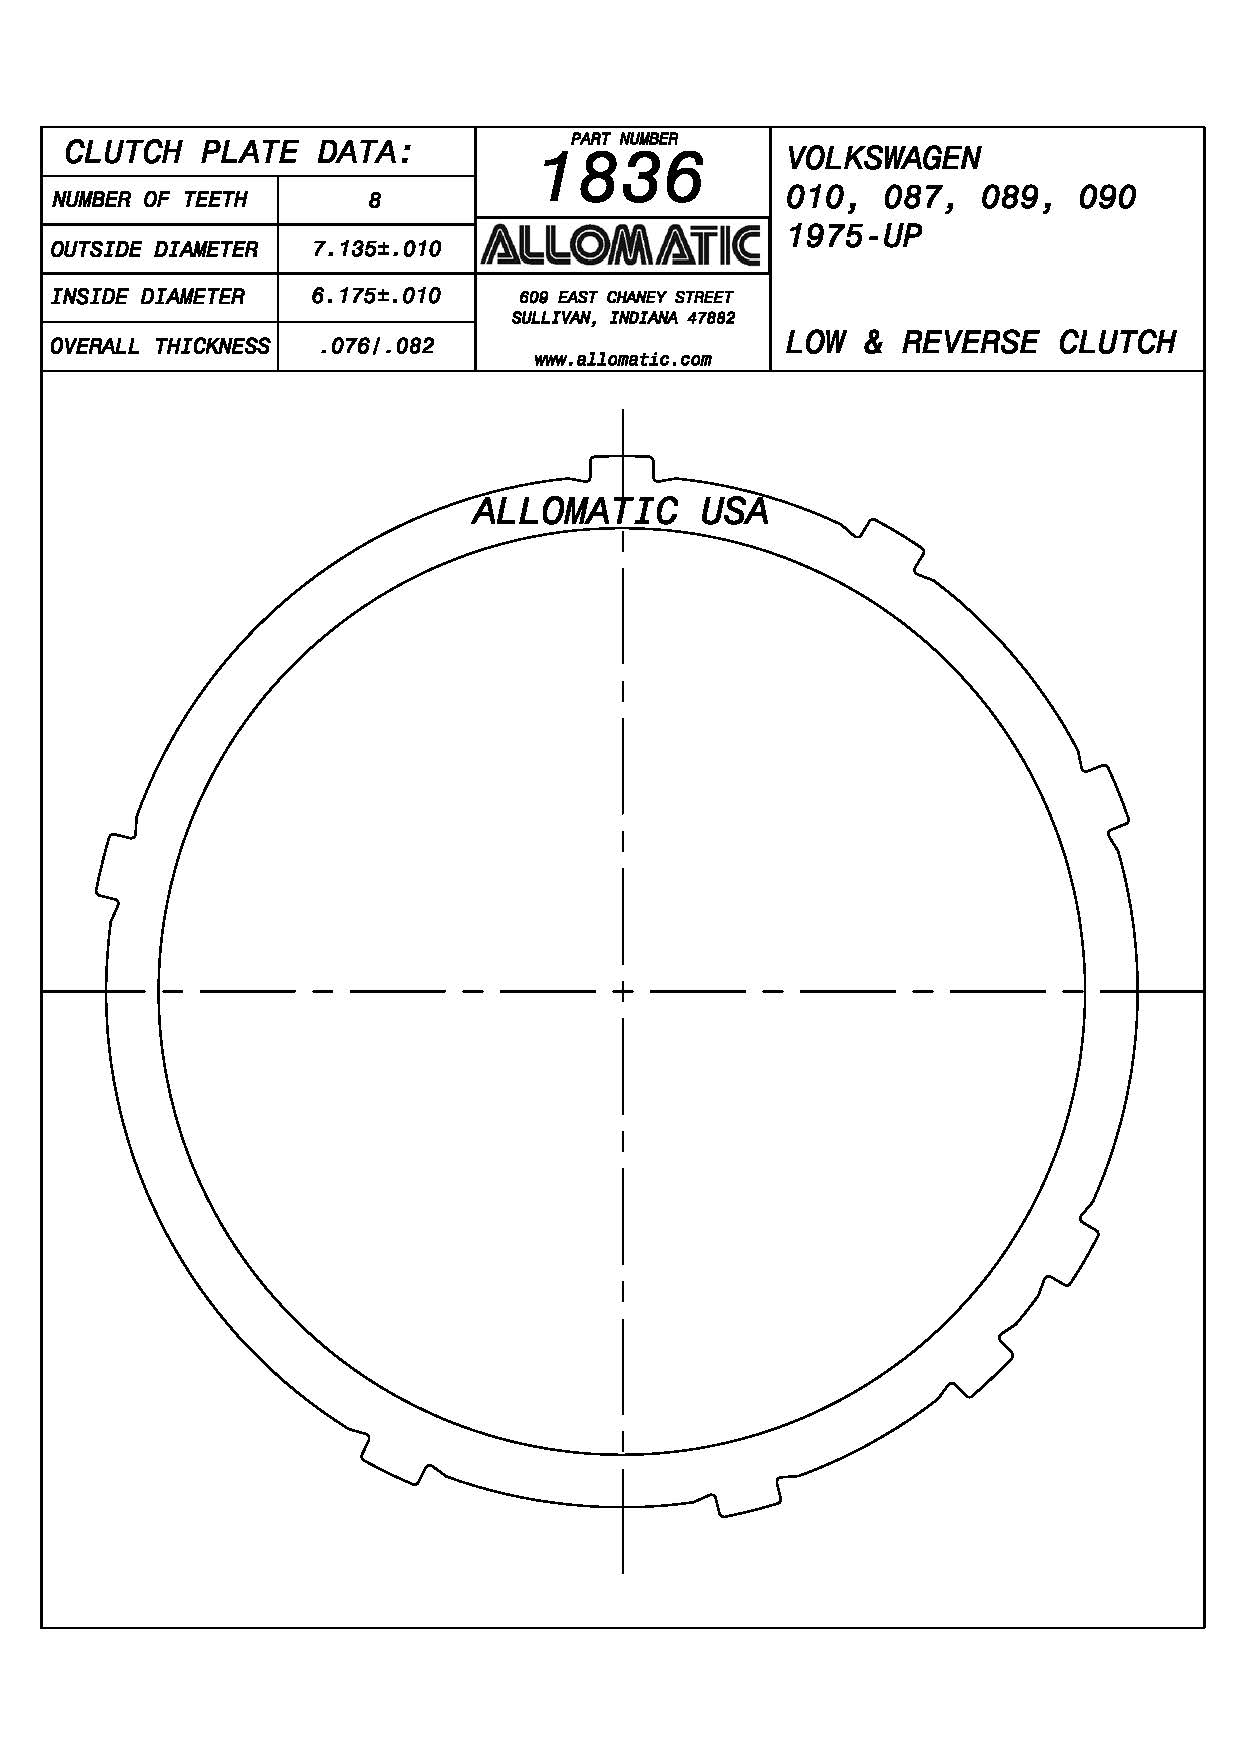 CLUTCH PLATE DATA:
NUMBER OF TEETH 8
OUTSIDE DIAMETER 7.135±.010
INSIDE DIAMETER 6.175±.010
OVERALL THICKNESS .076/.082
PART NUMBER
1836
ALLOMATIC
609 EAST CHANEY STREET
SULLIVAN, INDIANA 47882
www.allomatic.com
VOLKSWAGEN
010, 087, 089, 090
1975-UP
LOW & REVERSE CLUTCH
ALLOMATIC USA